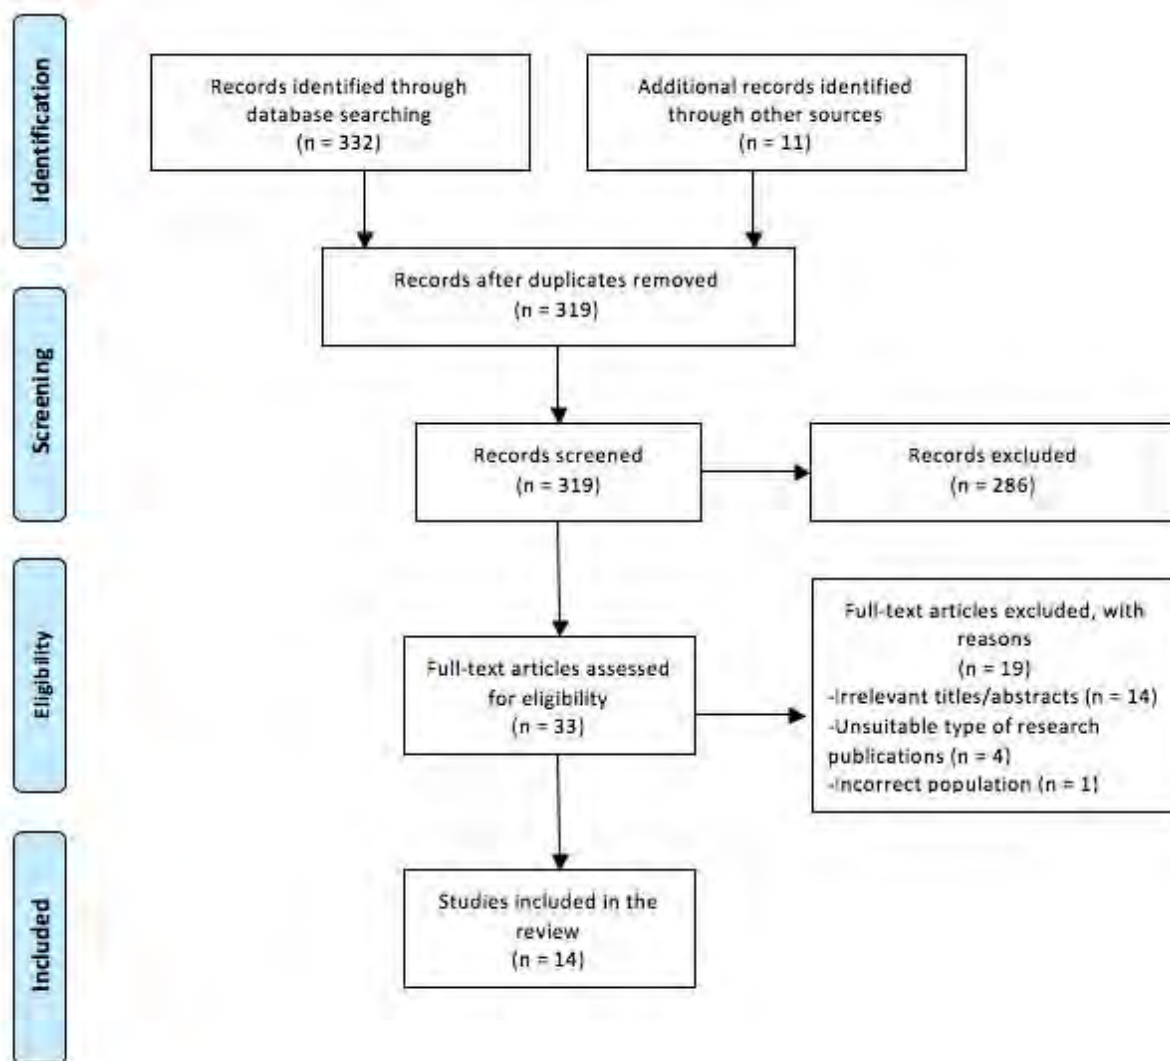 Identification
Records identified through
database searching
(n = 332)
Additional records identified
through other sources
(n = 11)
Records after duplicates removed
(n = 319)
Screening
Records screened
(n = 319)
Records excluded
(n = 286)
Eligibility
Full-text articles assessed
for eligibility
(n = 33)
Full-text articles excluded, with
reasons
(n = 19)
-Irrelevant titles/abstracts (n = 14)
-Unsuitable type of research
publications (n = 4)
-Incorrect population (n = 1)
Included
Studies included in the
review
(n = 14)